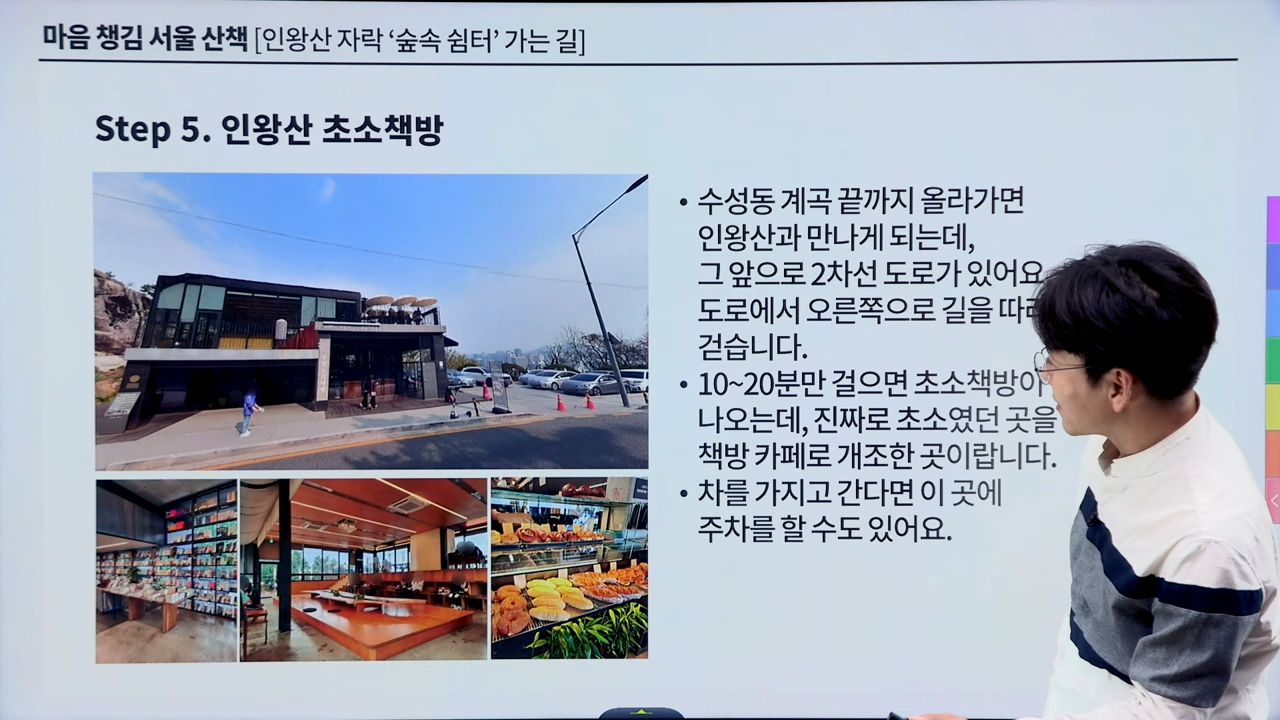 마음 챙김 서울 산책 [인왕산 자락 ‘숲속 쉼터’ 가는 길]
Step 5. 인왕산 초소책방
• 수성동 계곡 끝까지 올라가면
인왕산과 만나게 되는데,
그 앞으로 2차선 도로가 있어요
도로에서 오른쪽으로 길을 따라
걷습니다.
• 10~20분만 걸으면 초소책방이
나오는데, 진짜로 초소였던 곳을
책방 카페로 개조한 곳이랍니다.
• 차를 가지고 간다면 이 곳에
주차를 할 수도 있어요.